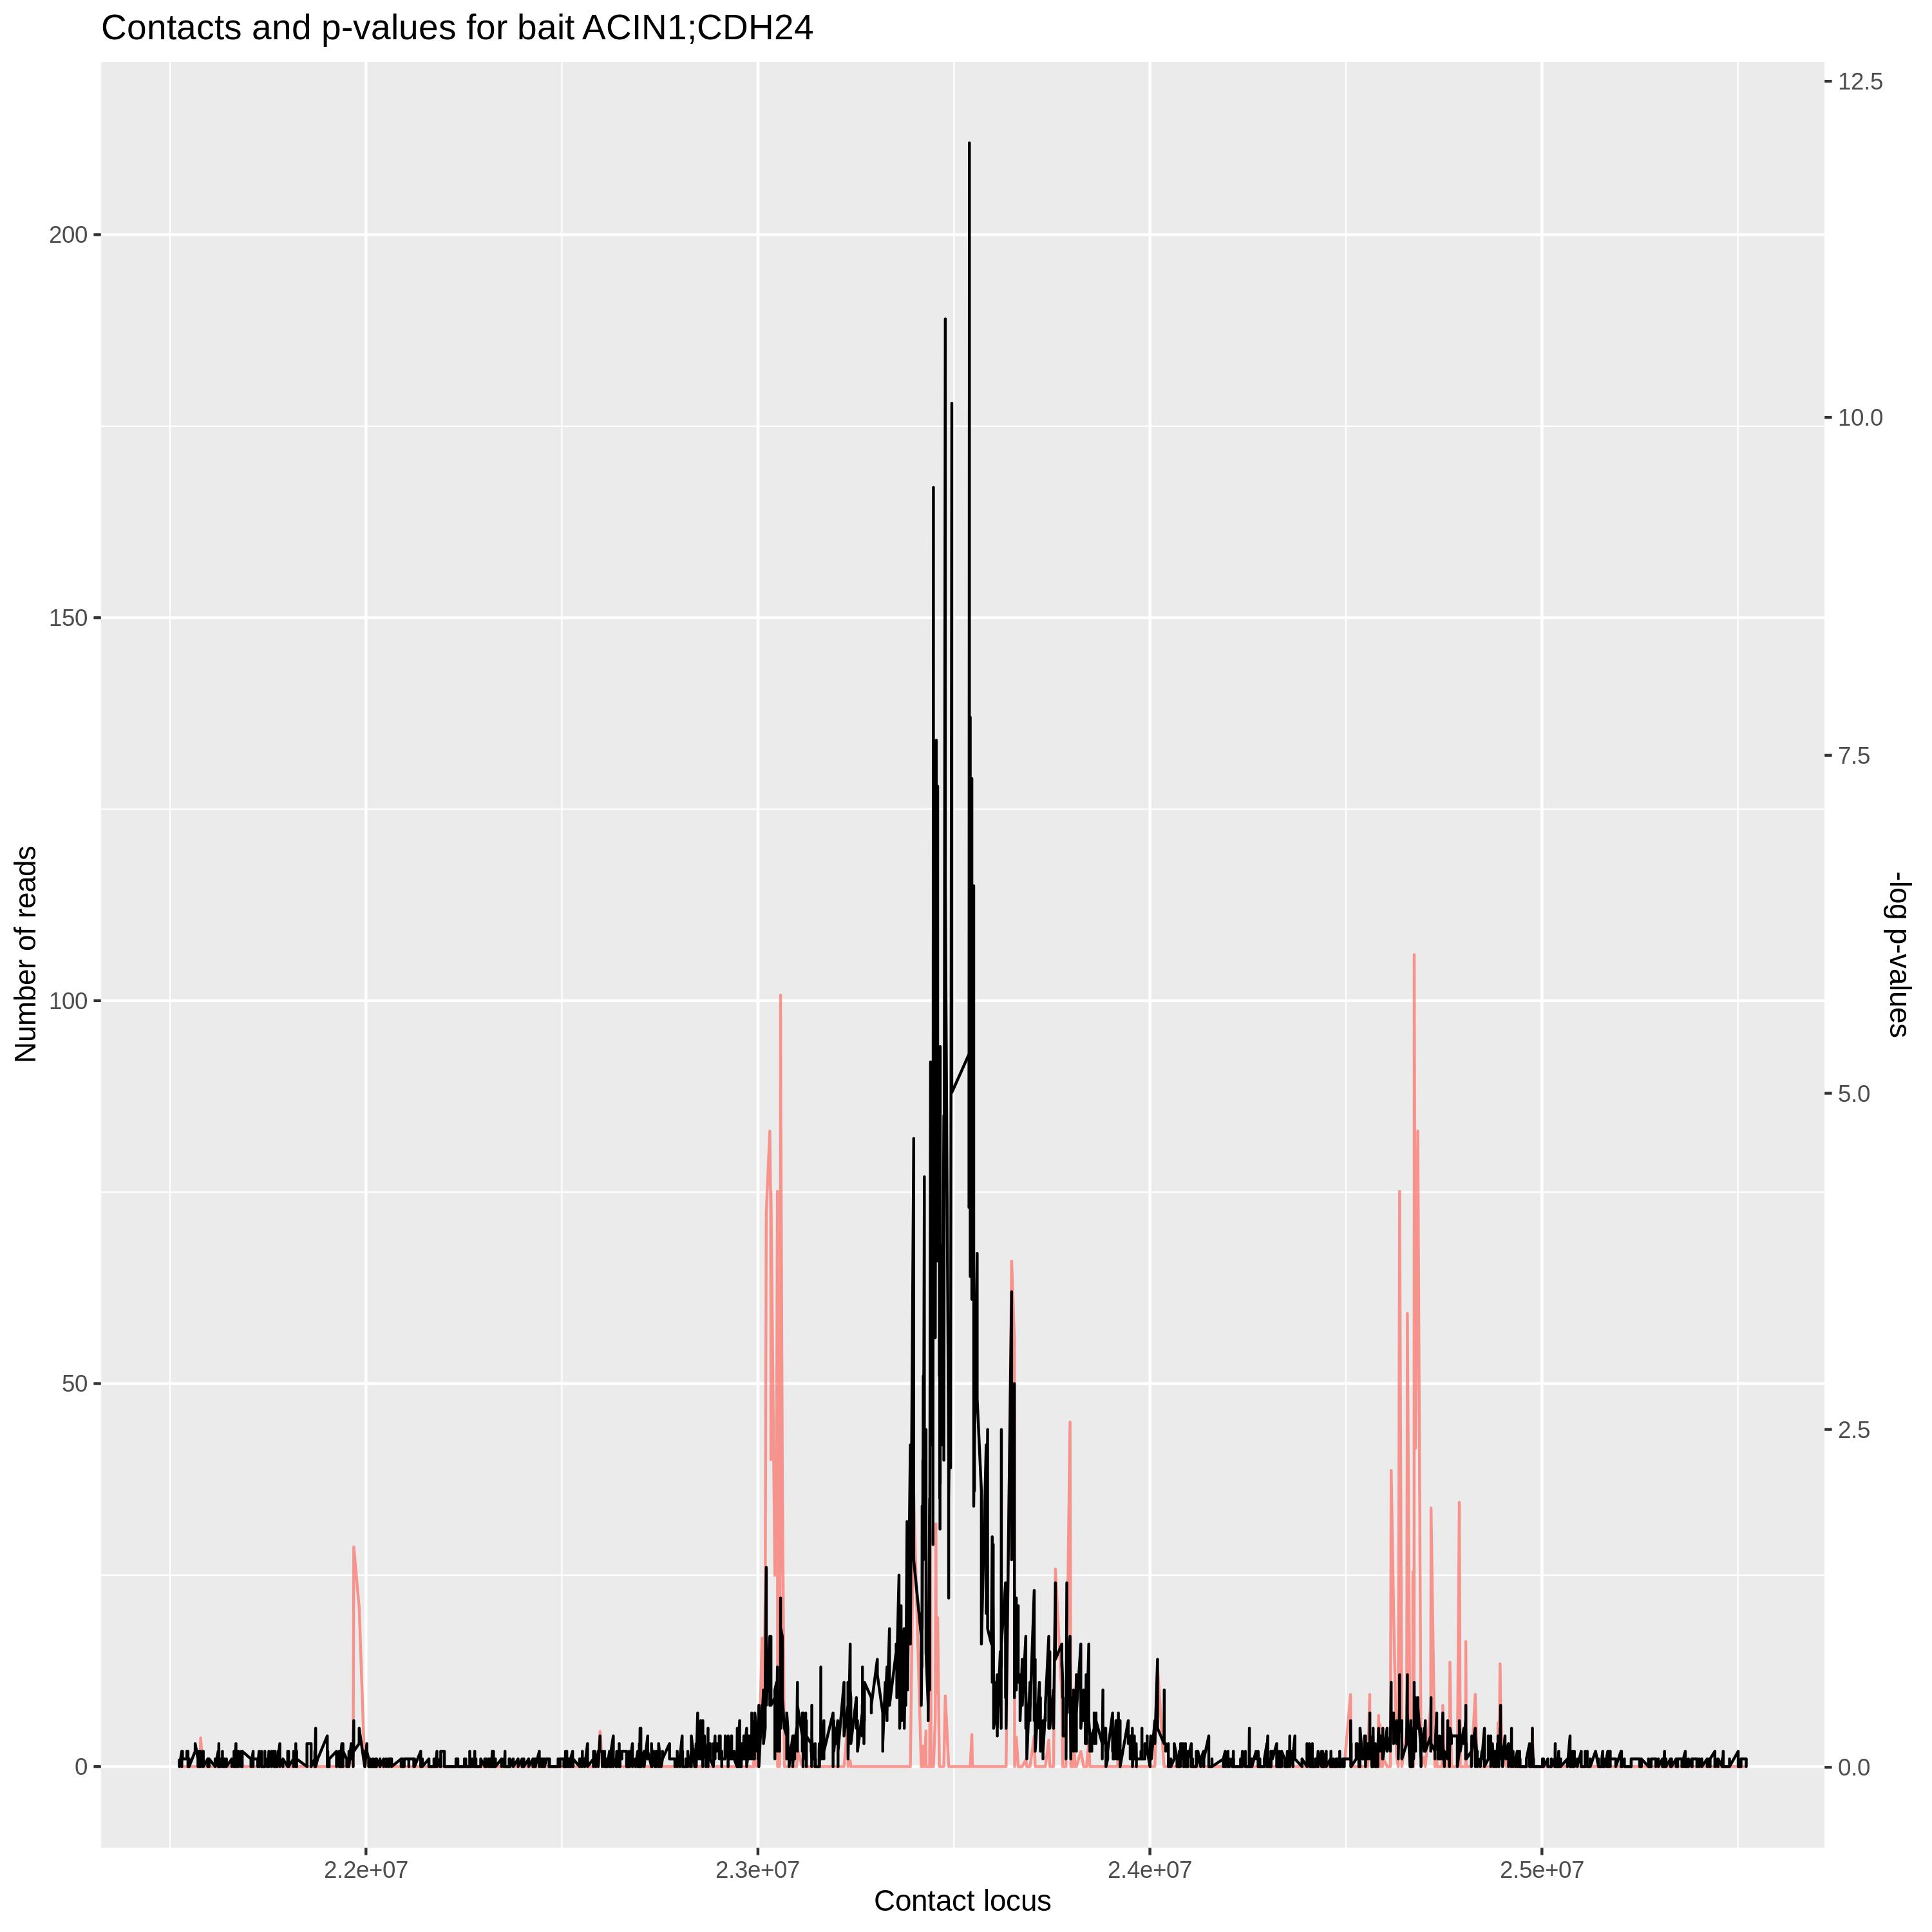 Contacts and p-values for bait ACIN1;CDH24
12.5
200
10.0
150
7.5
Number of reads
-log p-values
100
5.0
50
2.5
0
0.0
2.2e+07
2.3e+07
2.4e+07
2.5e+07
Contact locus